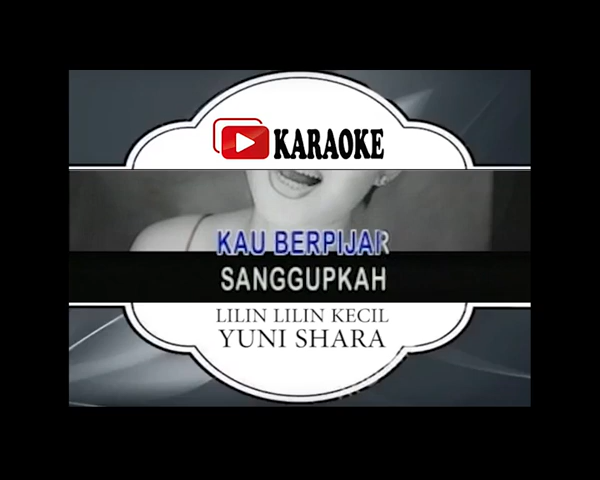 KARAOKE
KAU BERPIJAR
SANGGUPKAH
LILIN LILIN KECIL
YUNI SHARA